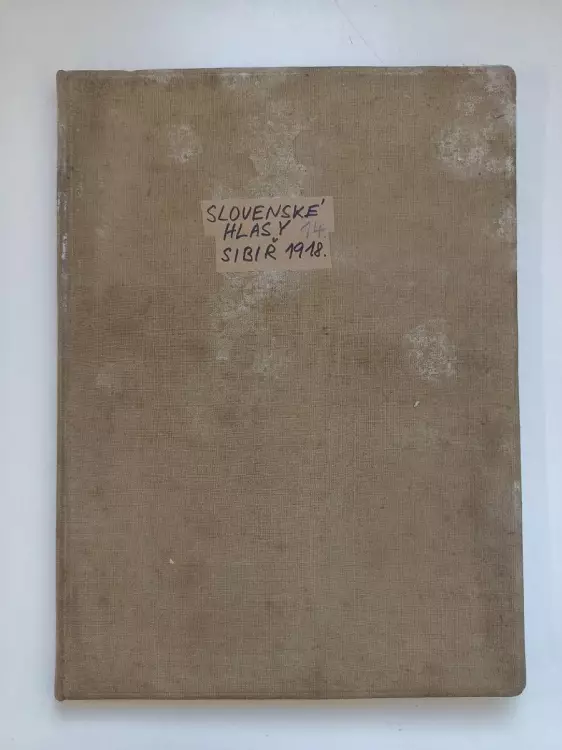 SLOVENSKÉ
HLASY 14.
SIBIŘ 1918.